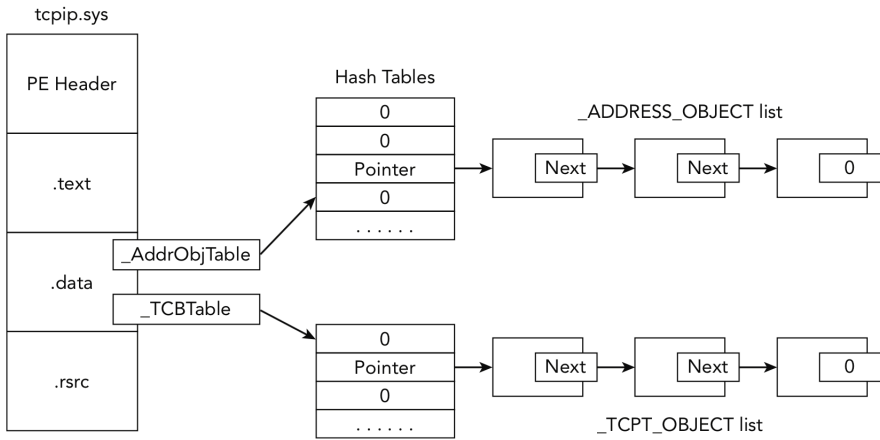 tcpip.sys
PE Header
.text
.data
.rsrc
_AddrObjTable
_TCBTable
Hash Tables
0
0
Pointer
0
......
_ADDRESS_OBJECT list
Next
Next
0
0
Pointer
0
......
Next
Next
0
_TCPT_OBJECT list